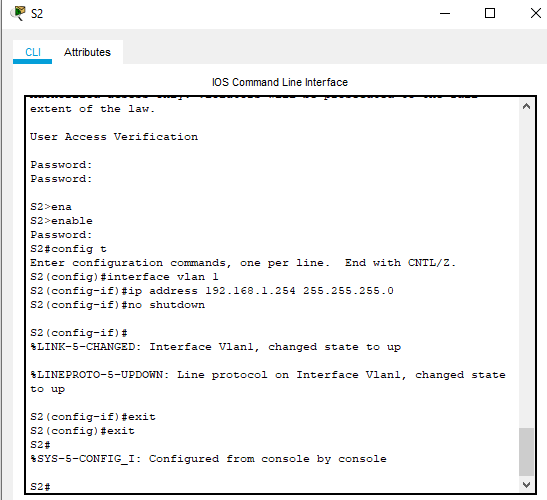 S2
CLI
Attributes
IOS Command Line Interface
extent of the law.
User Access Verification
Password:
Password:
S2>ena
S2>enable
Password:
S2#config t
Enter configuration commands, one per line.  End with CNTL/Z.
S2(config)#interface vlan 1
S2(config-if)#ip address 192.168.1.254 255.255.255.0
S2(config-if)#no shutdown
S2(config-if)#
%LINK-5-CHANGED: Interface Vlan1, changed state to up
%LINEPROTO-5-UPDOWN: Line protocol on Interface Vlan1, changed state
to up
S2(config-if)#exit
S2(config)#exit
S2#
%SYS-5-CONFIG_I: Configured from console by console
S2#